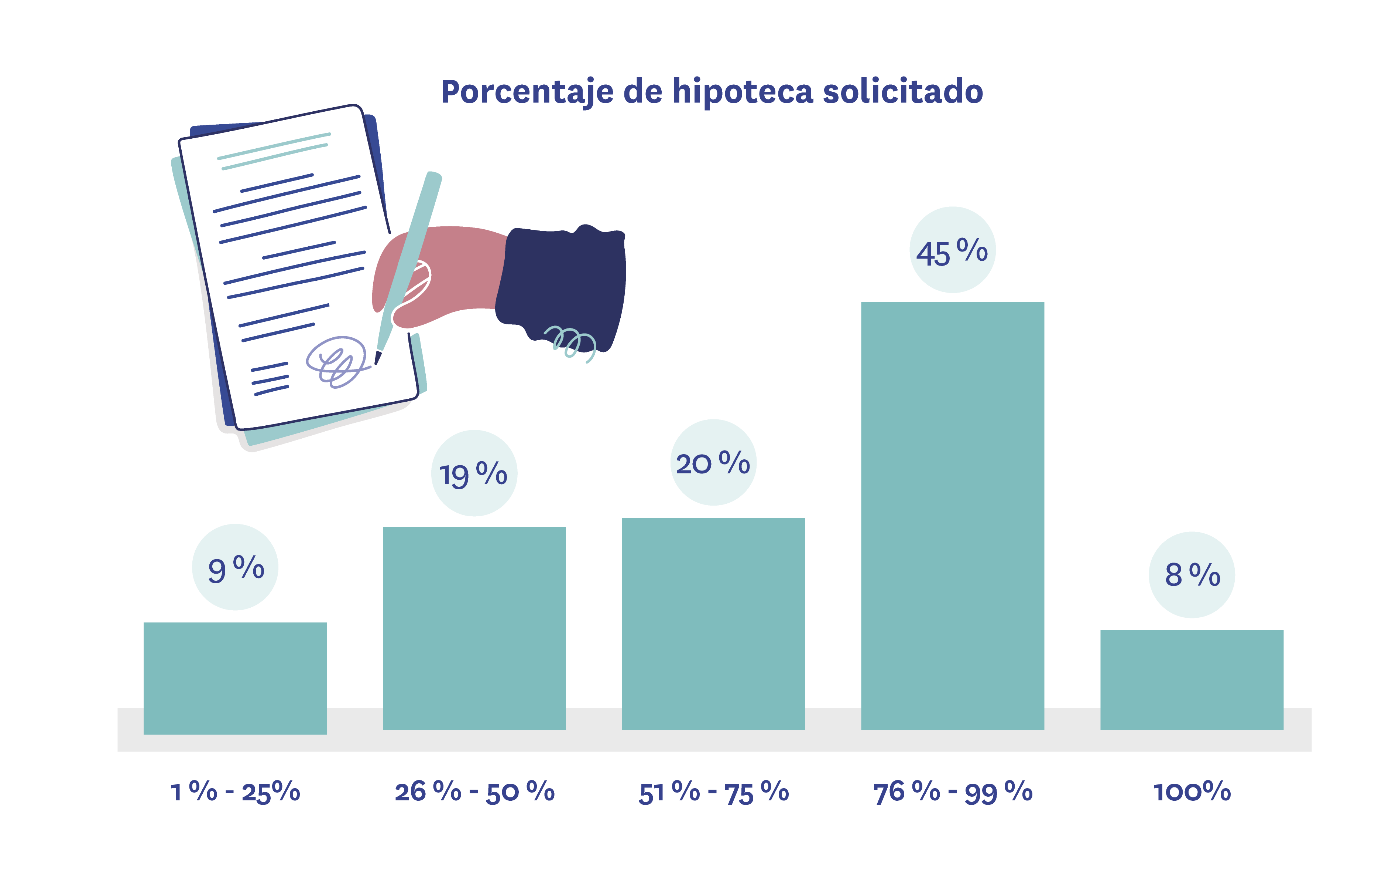 Porcentaje de hipoteca solicitado
45 %
19 %
20 %
9 %
8 %
1 % - 25%
26 % - 50 %
51 % - 75 %
76 % - 99 %
100%